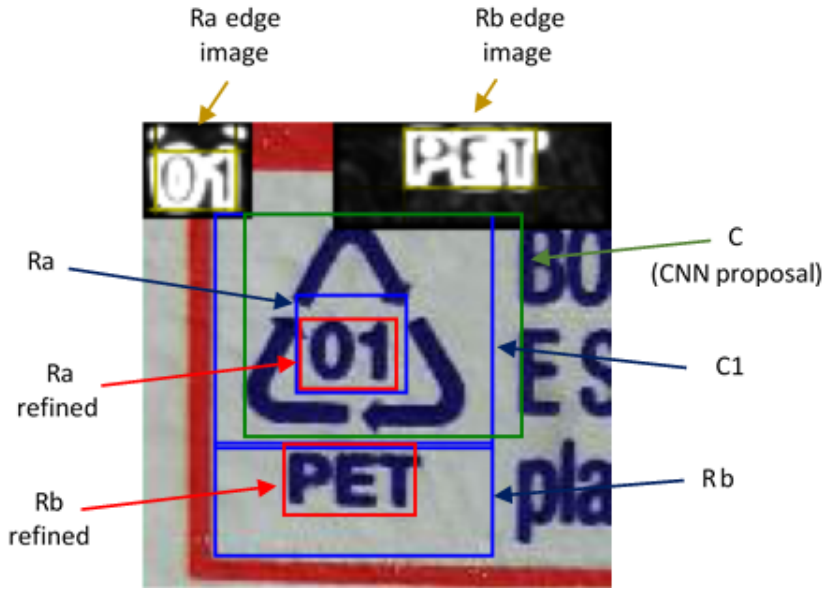 Ra edge
image
Rb edge
image
01
PET
Ra
C
(CNN proposal)
BO
01
E S
C1
Ra
refined
PET
pla
Rb
Rb
refined